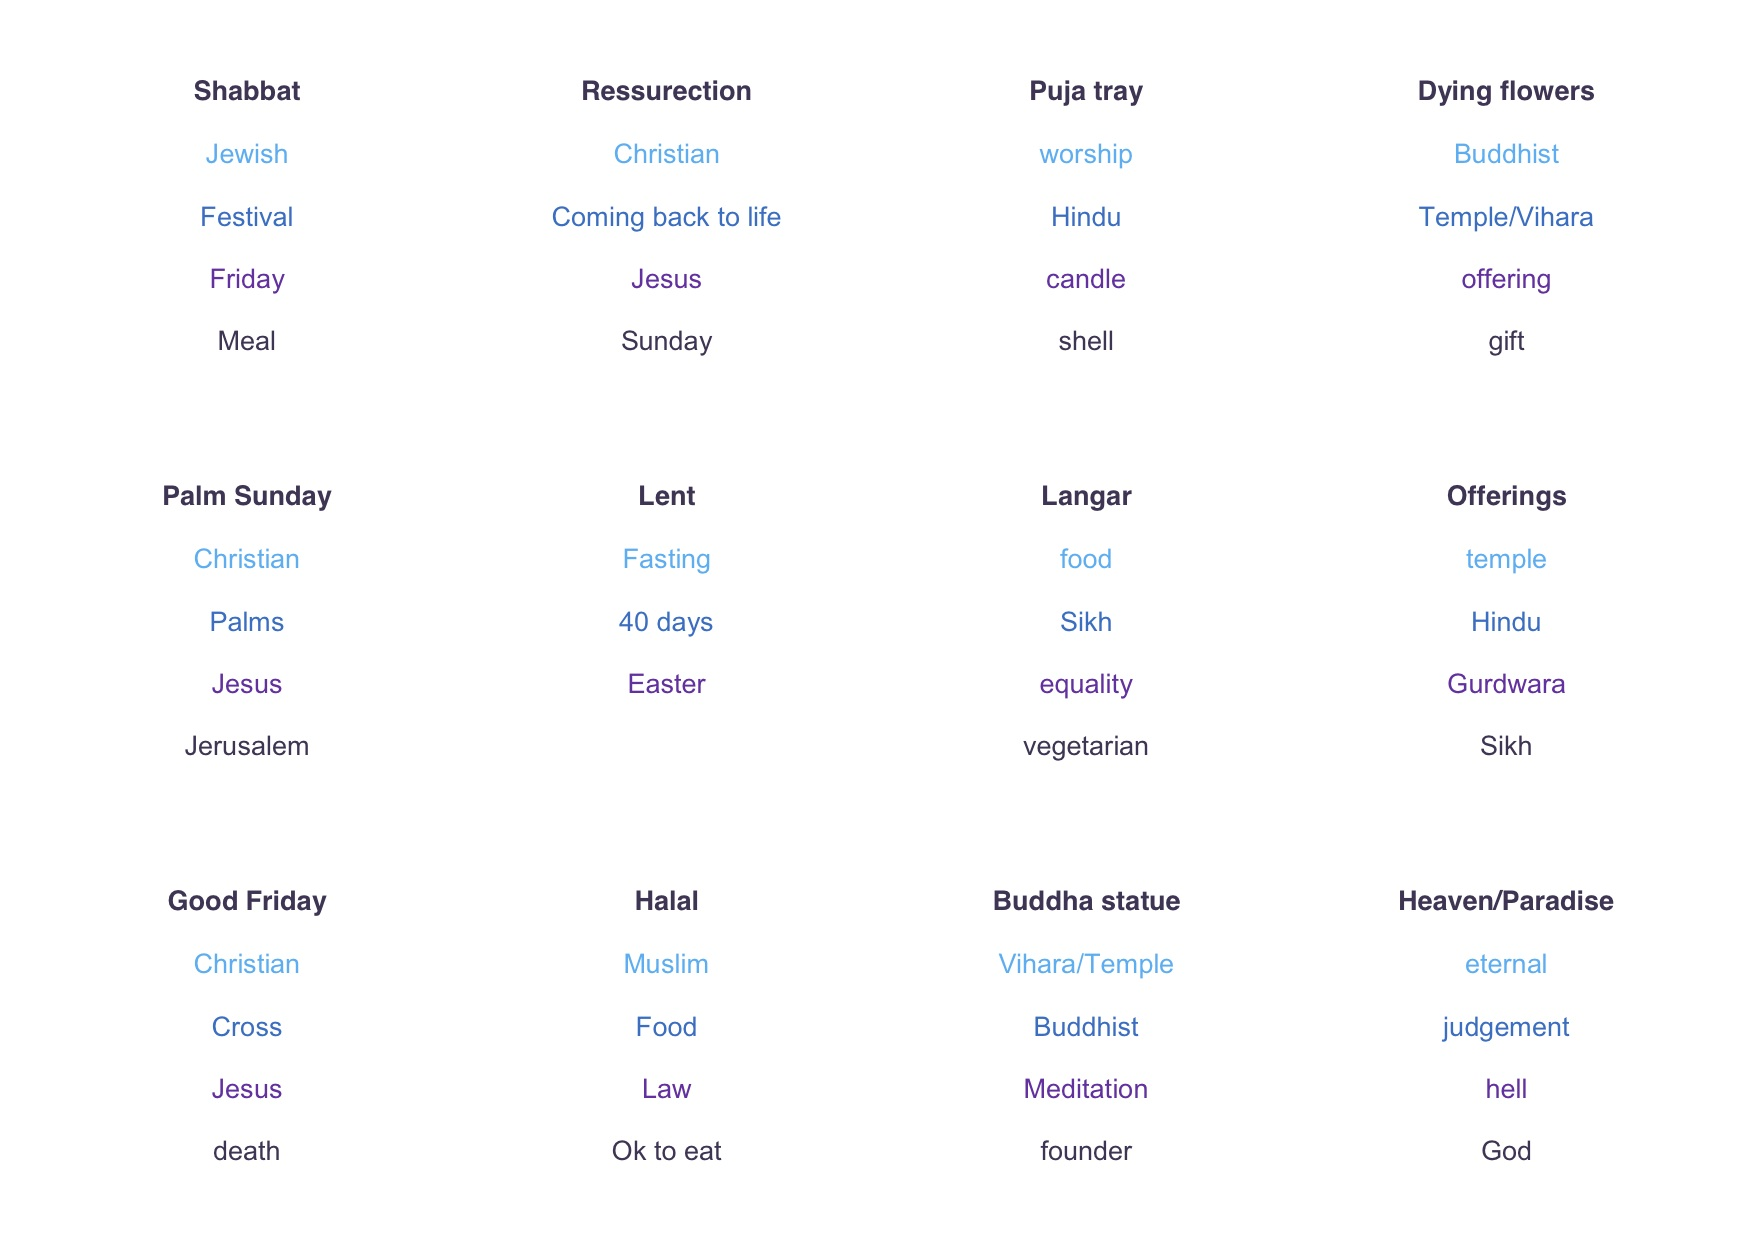 Shabbat
Jewish
Festival
Friday
Meal
Ressurection
Christian
Coming back to life
Jesus
Sunday
Puja tray
worship
Hindu
candle
shell
Dying flowers
Buddhist
Temple/Vihara
offering
gift
Palm Sunday
Christian
Palms
Jesus
Jerusalem
Lent
Fasting
40 days
Easter
Langar
food
Sikh
equality
vegetarian
Offerings
temple
Hindu
Gurdwara
Sikh
Good Friday
Christian
Cross
Jesus
death
Halal
Muslim
Food
Law
Ok to eat
Buddha statue
Vihara/Temple
Buddhist
Meditation
founder
Heaven/Paradise
eternal
judgement
hell
God